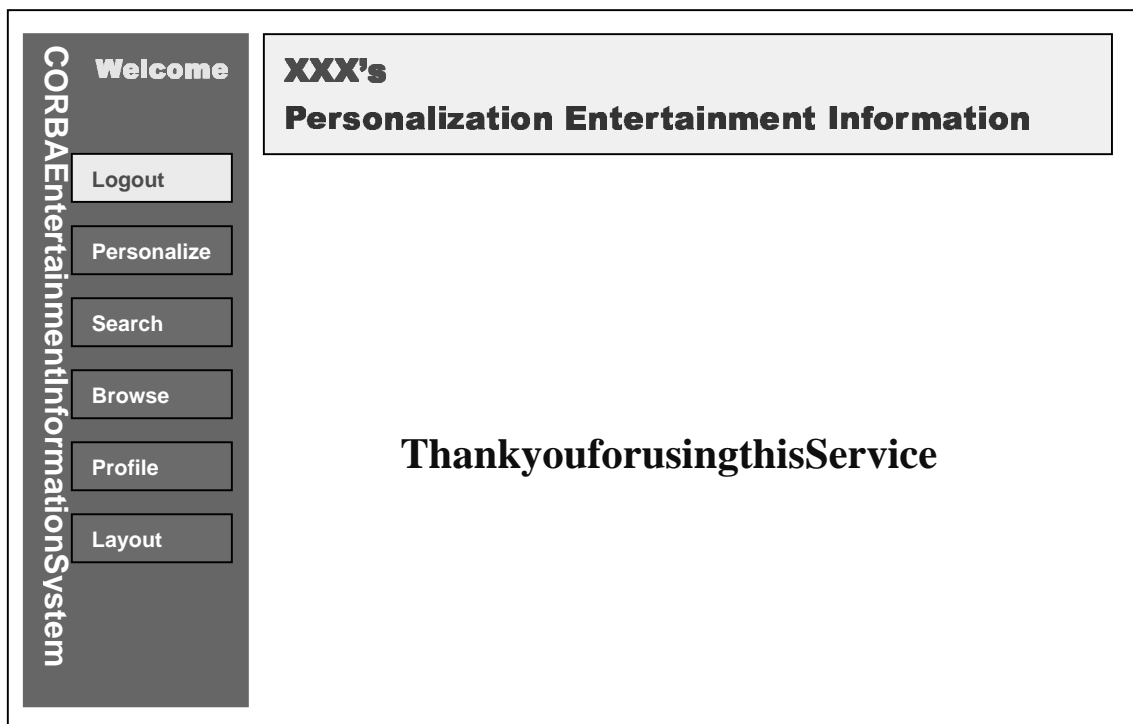 CORBAEntertainmentInformationSystem
Welcome
Logout
Personalize
Search
Browse
Profile
Layout
XXX's
Personalization Entertainment Information
ThankyouforusingthisService